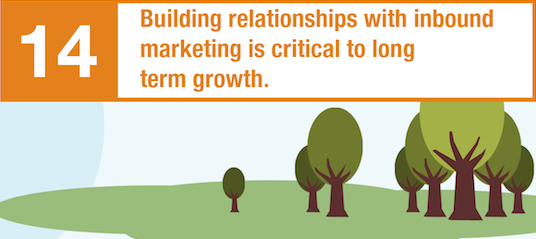 14
Building relationships with inbound
marketing is critical to long
term growth.